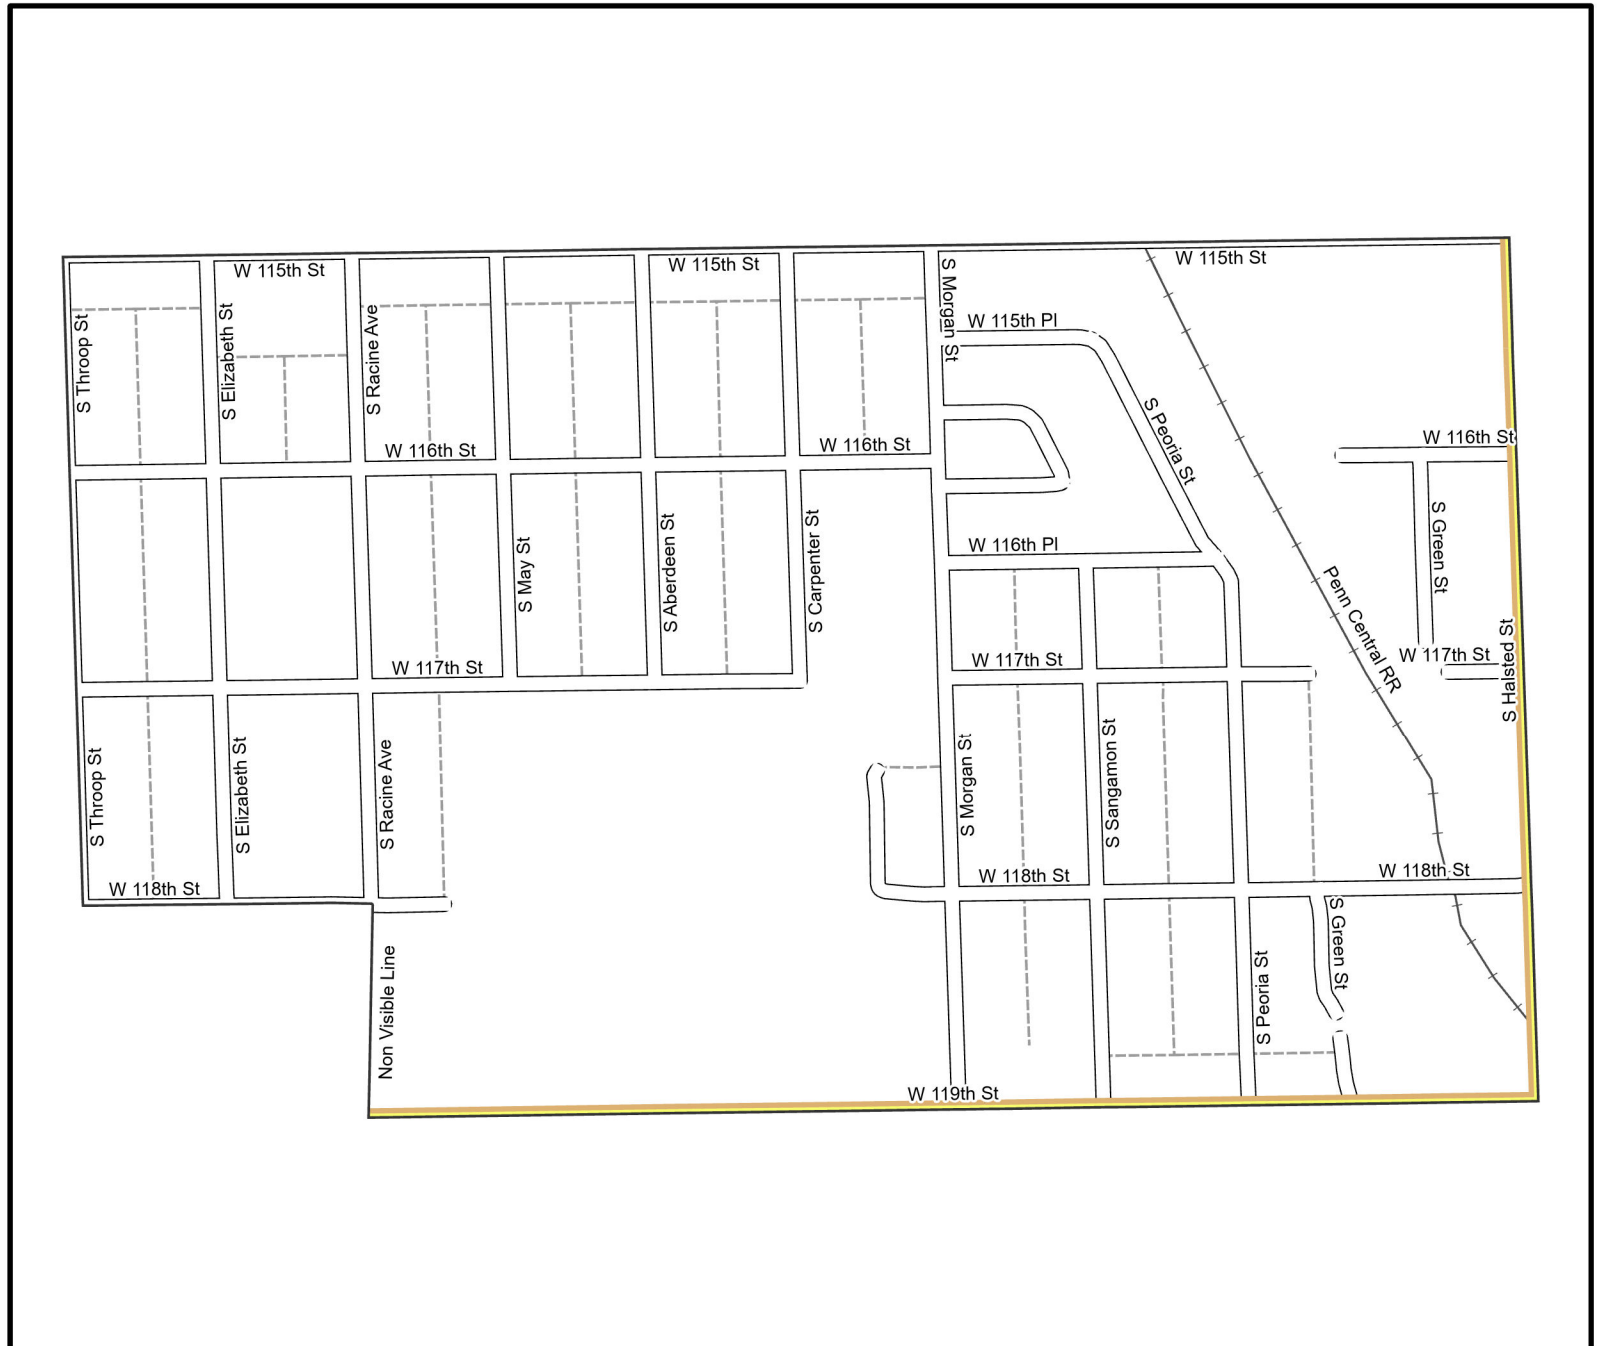 W 115th St
W 115th St
W 115th St
S Morgan St
W 115th Pl
S Throop St
S Elizabeth St
S Racine Ave
S Peoria St
W 116th St
W 116th St
W 116th St
S May St
S Aberdeen St
S Carpenter St
W 116th Pl
S Green St
Penn Central RR
W 117th St
W 117th St
W 117th St
S Halsted St
S Throop St
S Elizabeth St
S Racine Ave
S Morgan St
S Sangamon St
W 118th St
W 118th St
W 118th St
S Green St
Non Visible Line
S Peoria St
W 119th St